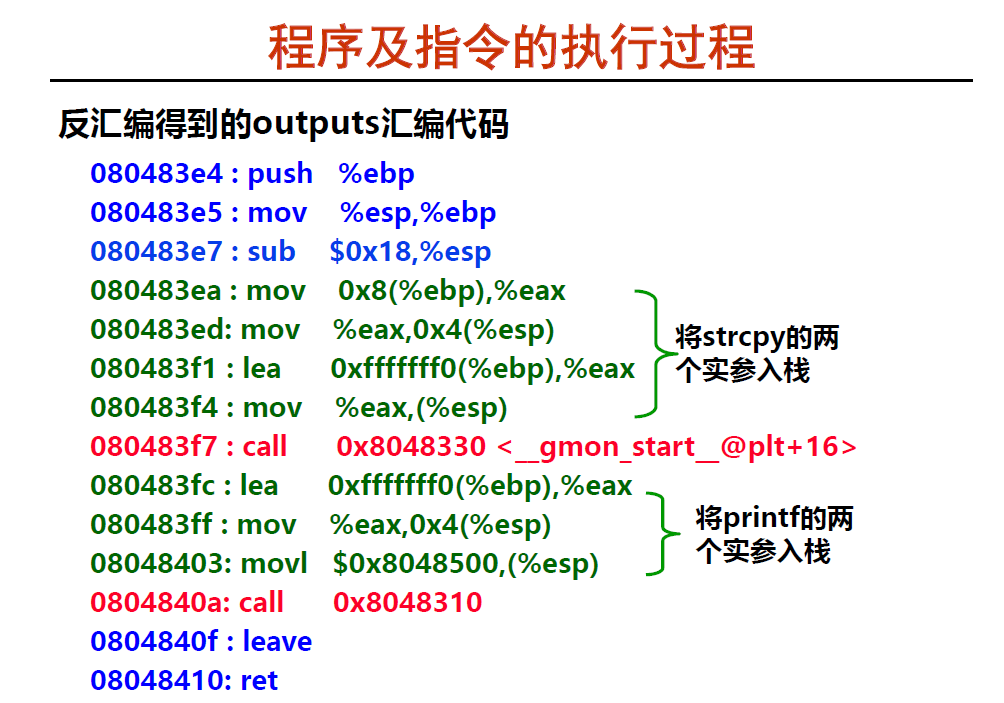 程序及指令的执行过程
反汇编得到的outputs汇编代码
080483e4 : push %ebp
080483e5 : mov %esp,%ebp
080483e7 : sub $0x18,%esp
080483ea : mov 0x8(%ebp),%eax
080483ed: mov %eax,0x4(%esp)
080483f1 : lea 0xfffffff0(%ebp),%eax
080483f4 : mov %eax,(%esp)
将strcpy的两
个实参入栈
080483f7 : call 0x8048330 <__gmon_start__@plt+16>
080483fc : lea 0xfffffff0(%ebp),%eax
080483ff : mov %eax,0x4(%esp)
08048403: movl $0x8048500,(%esp)
将printf的两
个实参入栈
0804840a: call 0x8048310
0804840f : leave
08048410: ret